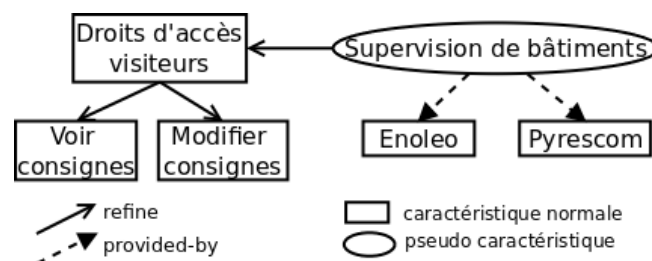 Droits d'accès
visiteurs
Supervision de bâtiments
Voir
consignes
Modifier
consignes
Enoleo
Pyrescom
refine
provided-by
caractéristique normale
pseudo caractéristique